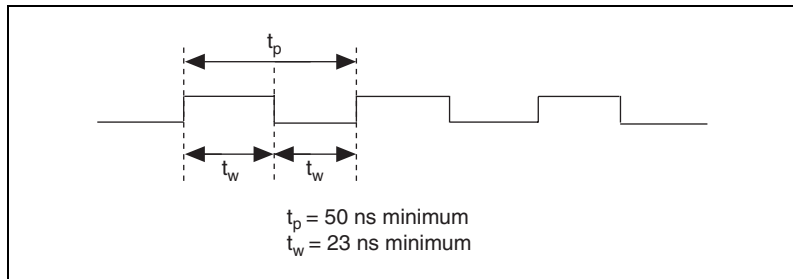 tp
tw tw
tp = 50 ns minimum
tw = 23 ns minimum